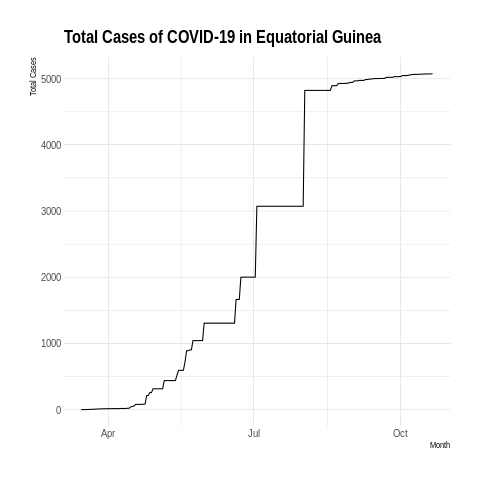 Total Cases of COVID-19 in Equatorial Guinea
Total Cases
5000
4000
3000
2000
1000
0
Apr Jul Oct
Month